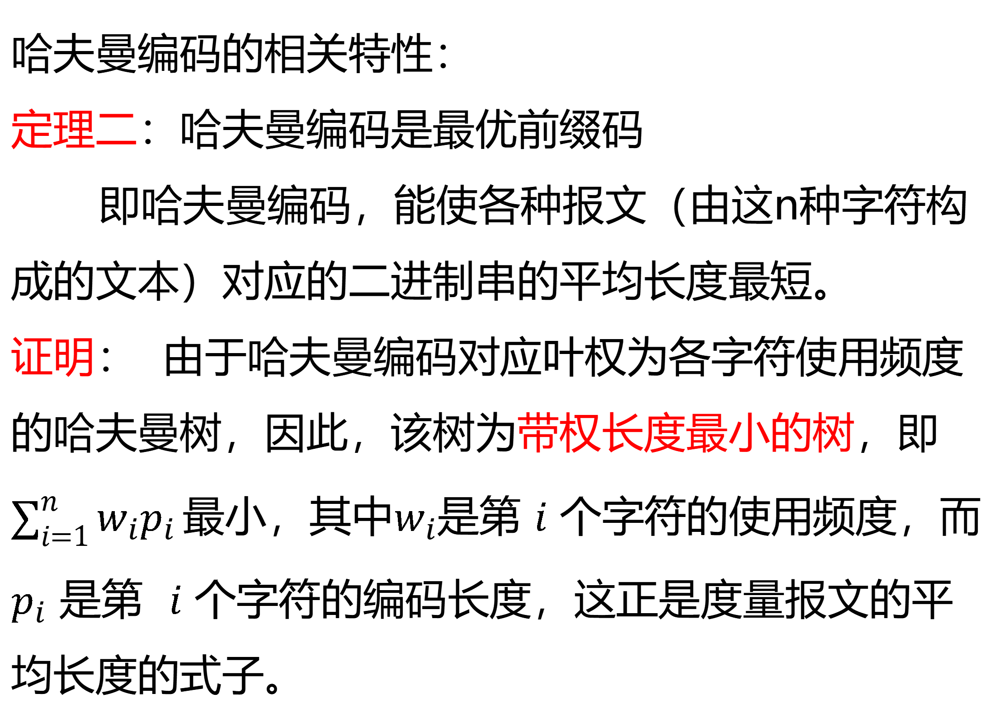 哈夫曼编码的相关特性：
定理二：哈夫曼编码是最优前缀码
即哈夫曼编码，能使各种报文（由这n种字符构
成的文本）对应的二进制串的平均长度最短。
证明： 由于哈夫曼编码对应叶权为各字符使用频度
的哈夫曼树，因此，该树为带权长度最小的树，即
$\sum_{i=1}^{n} w_i p_i$ 最小，其中$w_i$是第 $i$ 个字符的使用频度，而
$p_i$ 是第 $i$ 个字符的编码长度，这正是度量报文的平
均长度的式子。